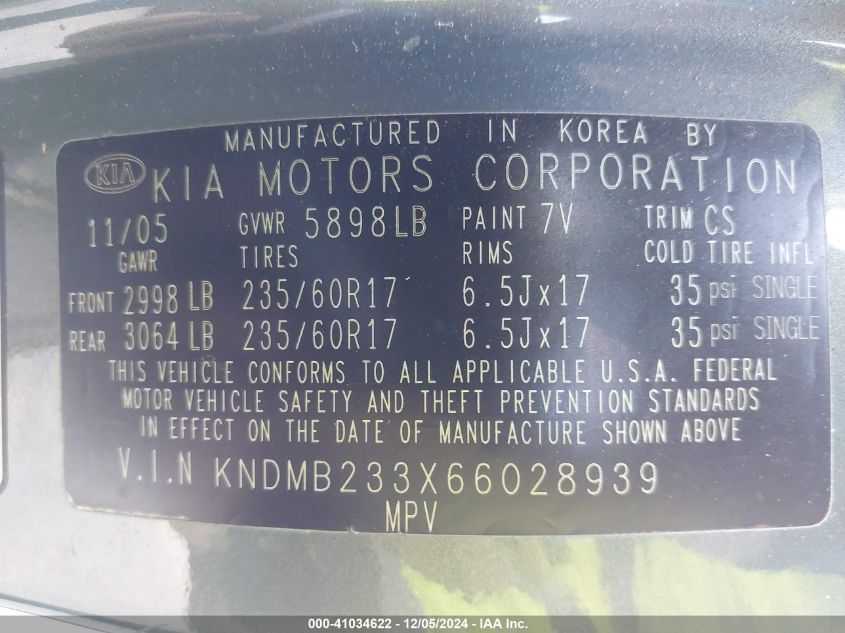 MANUFACTURED IN KOREA BY
KIA KIA MOTORS CORPORATION
11/05 GVWR 5898LB PAINT 7V TRIM CS
GAWR TIRES RIMS COLD TIRE INFL
FRONT 2998 LB 235/60R17 6.5Jx17 35 psi SINGLE
REAR 3064 LB 235/60R17 6.5Jx17 35 psi SINGLE
THIS VEHICLE CONFORMS TO ALL APPLICABLE U.S.A. FEDERAL
MOTOR VEHICLE SAFETY AND THEFT PREVENTION STANDARDS
IN EFFECT ON THE DATE OF MANUFACTURE SHOWN ABOVE
V.I.N KNDMB233X66028939
MPV
000-41034622 - 12/05/2024 - IAA Inc.